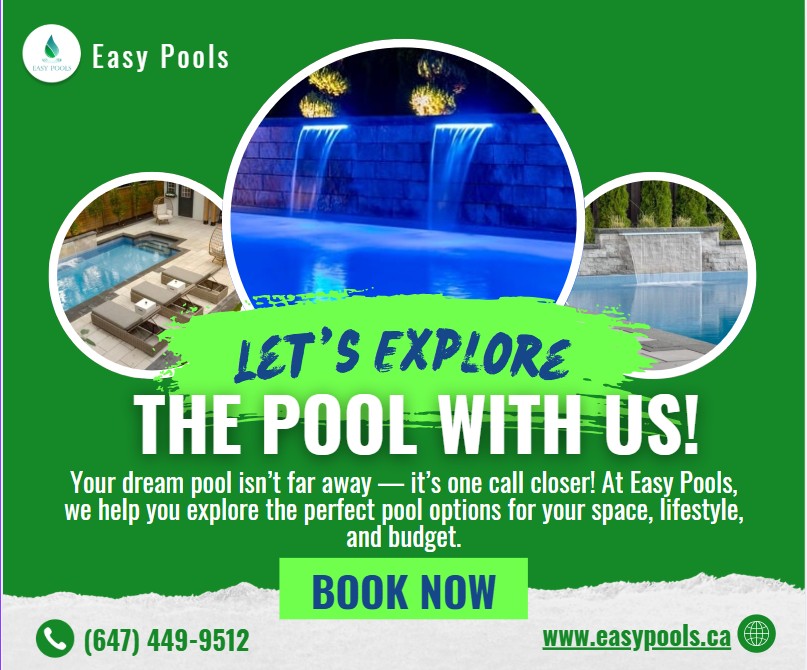 EASY POOLS
Easy Pools
LET'S EXPLORE
THE POOL WITH US!
Your dream pool isn't far away — it's one call closer! At Easy Pools,
we help you explore the perfect pool options for your space, lifestyle,
and budget.
BOOK NOW
(647) 449-9512
www.easypools.ca